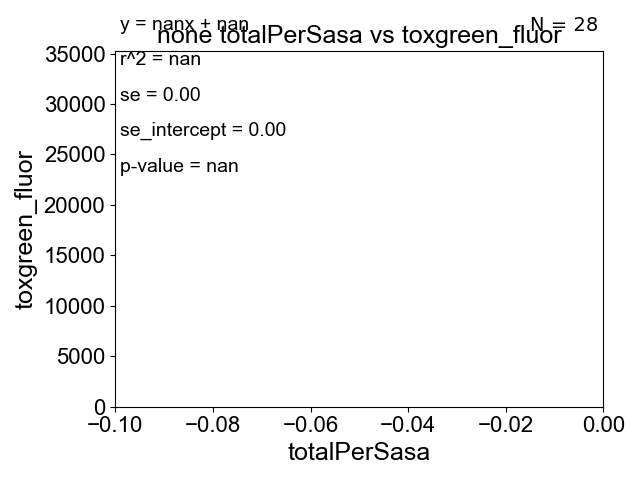 y = nanx + nan
N = 28
none totalPerSasa vs toxgreen_fluor
r^2 = nan
se = 0.00
se_intercept = 0.00
p-value = nan
toxgreen_fluor
35000
30000
25000
20000
15000
10000
5000
0
−0.10 −0.08 −0.06 −0.04 −0.02 0.00
totalPerSasa